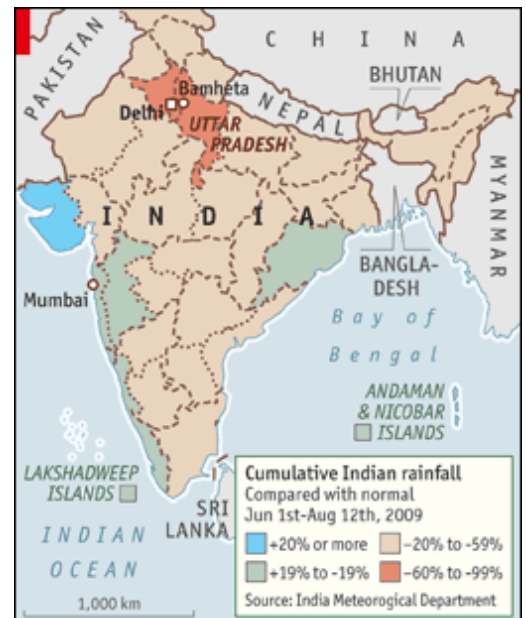 CHINA
PAKISTAN
BHUTAN
Bamheta
Delhi
NEPAL
UTTAR
PRADESH
MYANMAR
INDIA
BANGLA-
DESH
Mumbai
Bay of
Bengal
ANDAMAN
& NICOBAR
ISLANDS
LAKSHADWEEP
ISLANDS
SRI
LANKA
INDIAN
OCEAN
1,000 km
Cumulative Indian rainfall
Compared with normal
Jun 1st-Aug 12th, 2009
+20% or more
-20% to -59%
+19% to -19%
-60% to -99%
Source: India Meteorogical Department